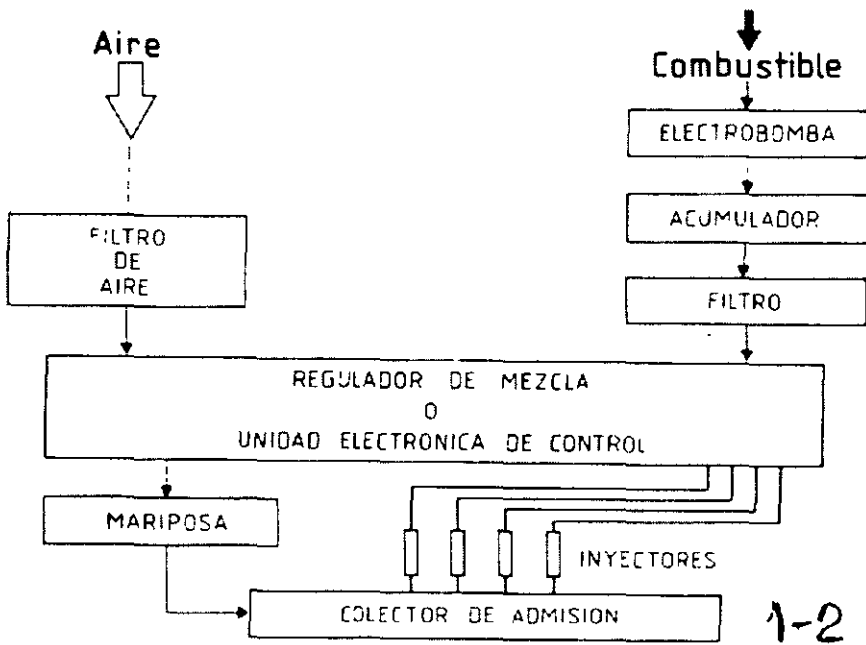 Aire
Combustible
ELECTROBOMBA
ACUMULADOR
FILTRO
FILTRO
DE
AIRE
REGULADOR DE MEZCLA
O
UNIDAD ELECTRONICA DE CONTROL
MARIPOSA
INYECTORES
COLECTOR DE ADMISION
1-2